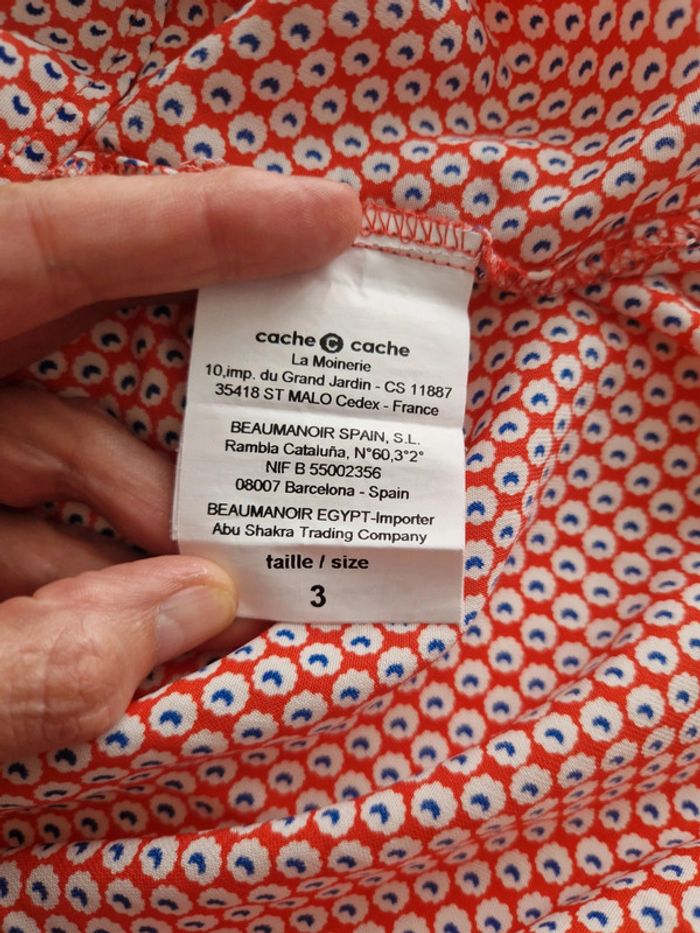 cache C cache
La Moinerie
10,imp. du Grand Jardin - CS 11887
35418 ST MALO Cedex - France
BEAUMANOIR SPAIN, S.L.
Rambla Cataluña, N°60,3°2°
NIF B 55002356
08007 Barcelona - Spain
BEAUMANOIR EGYPT-Importer
Abu Shakra Trading Company
taille / size
3